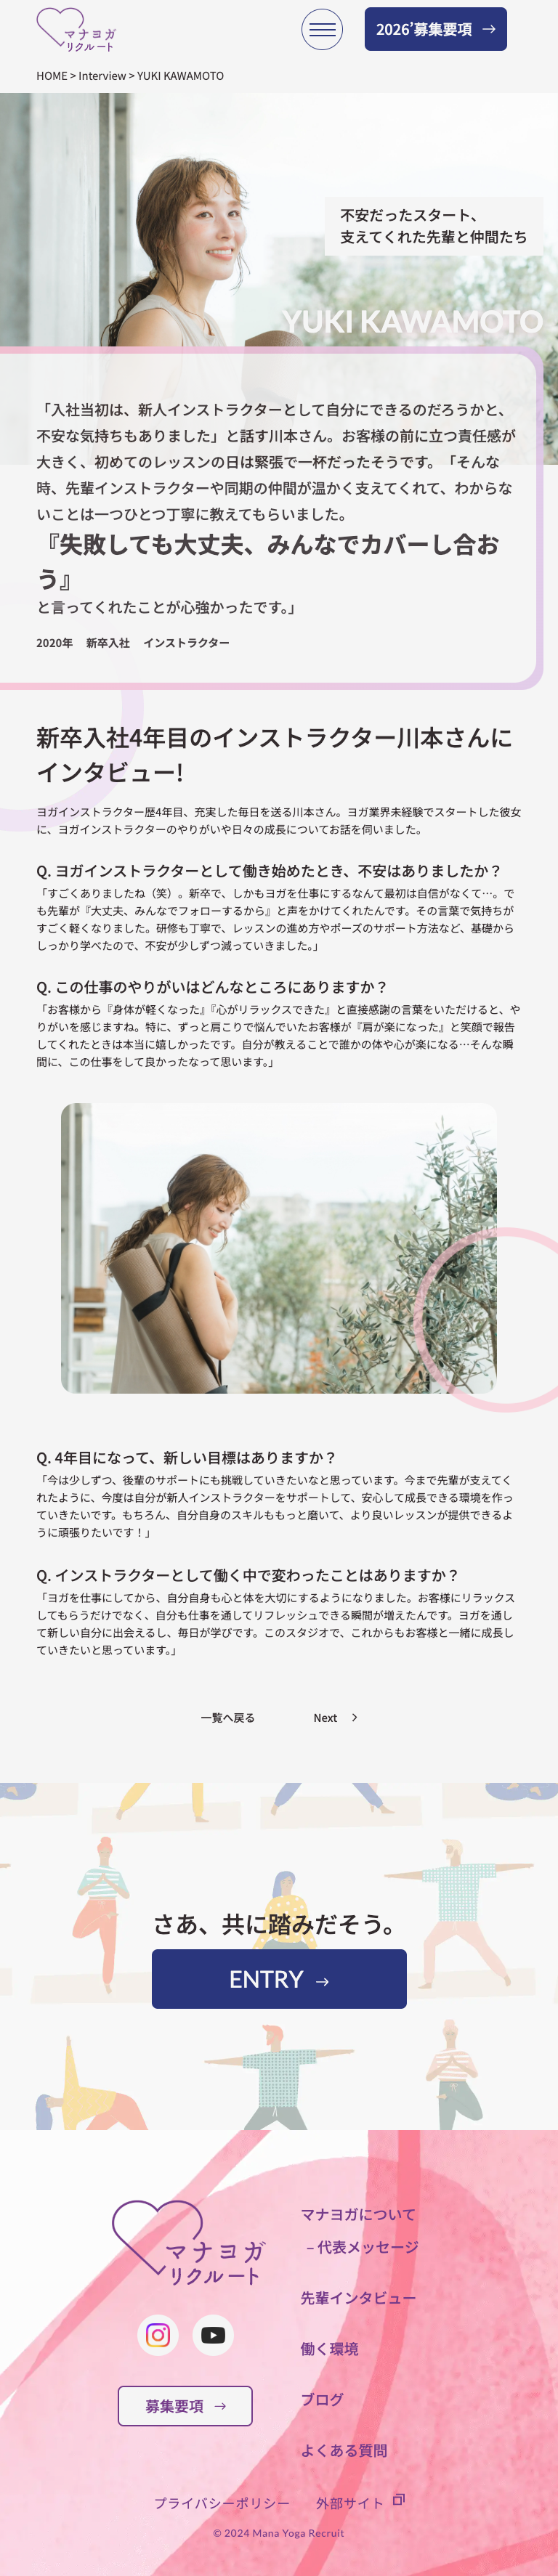 マナヨガ
リクルート
2026’募集要項 →
HOME > Interview > YUKI KAWAMOTO
不安だったスタート、
支えてくれた先輩と仲間たち
YUKI KAWAMOTO
「入社当初は、新人インストラクターとして自分にできるのだろうかと、
不安な気持ちもありました」と話す川本さん。お客様の前に立つ責任感が
大きく、初めてのレッスンの日は緊張で一杯だったそうです。「そんな
時、先輩インストラクターや同期の仲間が温かく支えてくれて、わからな
いことは一つひとつ丁寧に教えてもらいました。
『失敗しても大丈夫、みんなでカバーし合お
う』
と言ってくれたことが心強かったです。」
2020年 新卒入社 インストラクター
新卒入社4年目のインストラクター川本さんに
インタビュー!
ヨガインストラクター歴4年目、充実した毎日を送る川本さん。ヨガ業界未経験でスタートした彼女
に、ヨガインストラクターのやりがいや日々の成長についてお話を伺いました。
Q. ヨガインストラクターとして働き始めたとき、不安はありましたか？
「すごくありましたね（笑）。新卒で、しかもヨガを仕事にするなんて最初は自信がなくて…。で
も先輩が『大丈夫、みんなでフォローするから』と声をかけてくれたんです。その言葉で気持ちが
すごく軽くなりました。研修も丁寧で、レッスンの進め方やポーズのサポート方法など、基礎から
しっかり学べたので、不安が少しずつ減っていきました。」
Q. この仕事のやりがいはどんなところにありますか？
「お客様から『身体が軽くなった』『心がリラックスできた』と直接感謝の言葉をいただけると、や
りがいを感じますね。特に、ずっと肩こりで悩んでいたお客様が『肩が楽になった』と笑顔で報告
してくれたときは本当に嬉しかったです。自分が教えることで誰かの体や心が楽になる…そんな瞬
間に、この仕事をして良かったなって思います。」
Q. 4年目になって、新しい目標はありますか？
「今は少しずつ、後輩のサポートにも挑戦していきたいなと思っています。今まで先輩が支えてく
れたように、今度は自分が新人インストラクターをサポートして、安心して成長できる環境を作っ
ていきたいです。もちろん、自分自身のスキルももっと磨いて、より良いレッスンが提供できるよ
うに頑張りたいです！」
Q. インストラクターとして働く中で変わったことはありますか？
「ヨガを仕事にしてから、自分自身も心と体を大切にするようになりました。お客様にリラックス
してもらうだけでなく、自分も仕事を通してリフレッシュできる瞬間が増えたんです。ヨガを通し
て新しい自分に出会えるし、毎日が学びです。このスタジオで、これからもお客様と一緒に成長し
ていきたいと思っています。」
一覧へ戻る Next >
さあ、共に踏みだそう。
ENTRY →
マナヨガ
リクルート
募集要項 →
マナヨガについて
– 代表メッセージ
先輩インタビュー
働く環境
ブログ
よくある質問
プライバシーポリシー 外部サイト
© 2024 Mana Yoga Recruit